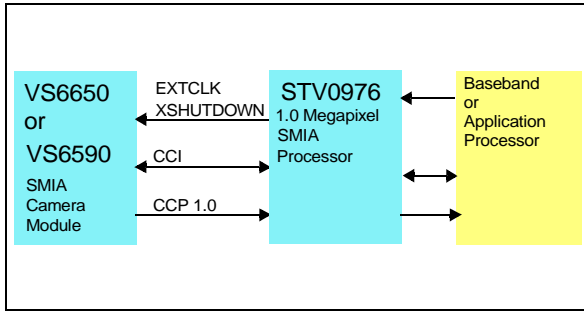 VS6650
or
VS6590
SMIA
Camera
Module
EXTCLK
XSHUTDOWN
CCI
CCP 1.0
STV0976
1.0 Megapixel
SMIA
Processor
Baseband
or
Application
Processor